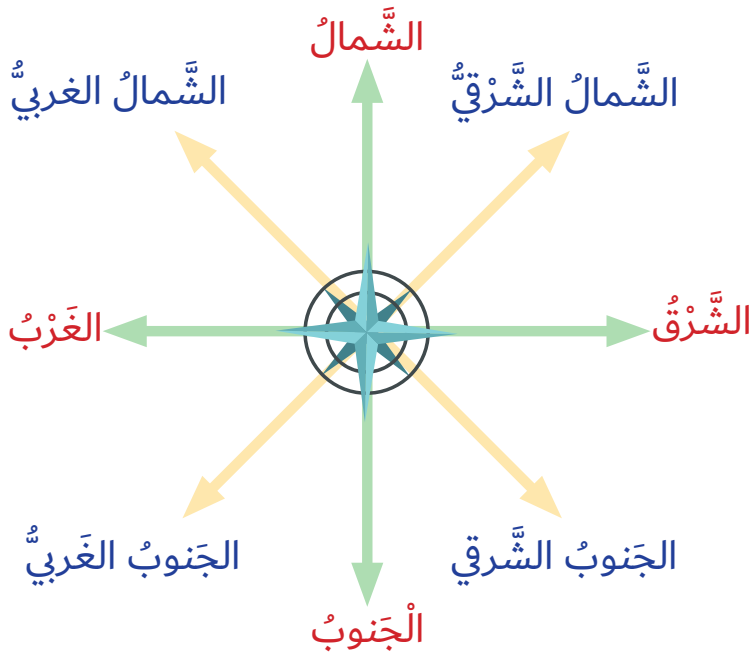 الشَّمالُ
الشَّمالُ الشَّرْقيُّ
الشَّمالُ الغربيُّ
الشَّرْقُ
الغَرْبُ
الجَنوبُ الشَّرقي
الجَنوبُ الغَربيُّ
الْجَنوبُ